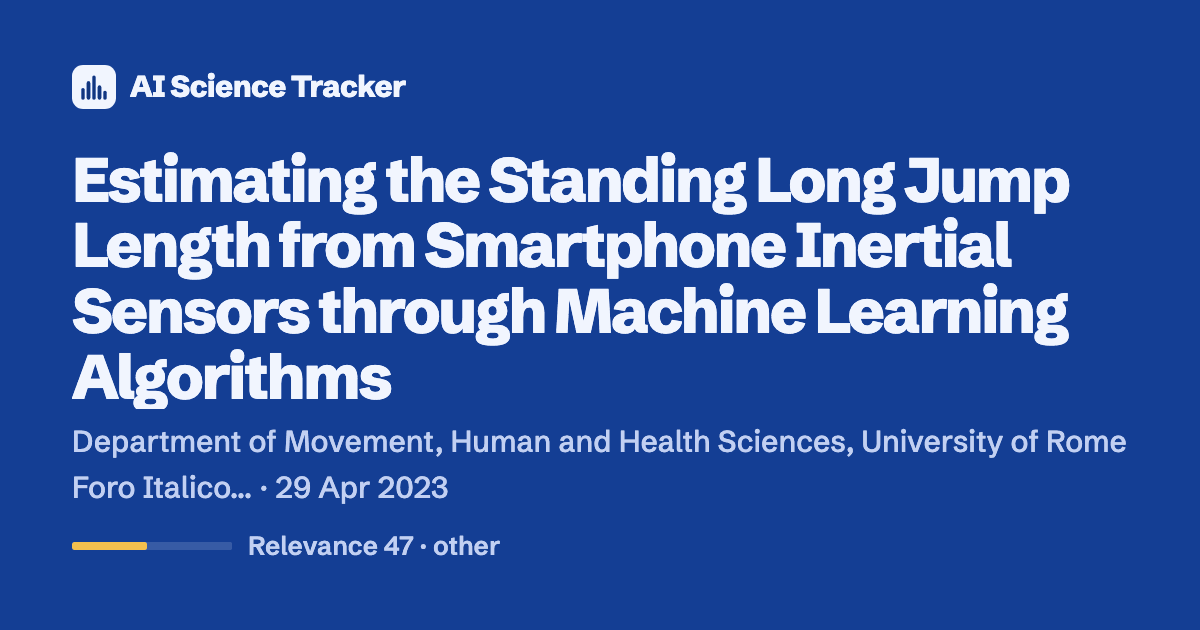 AI Science Tracker
Estimating the Standing Long Jump
Length from Smartphone Inertial
Sensors through Machine Learning
Algorithms
Department of Movement, Human and Health Sciences, University of Rome
Foro Italico... · 29 Apr 2023
Relevance 47 · other